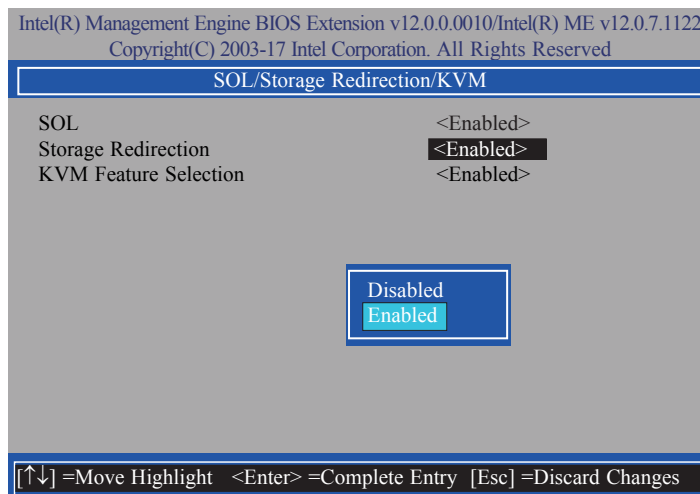 Intel(R) Management Engine BIOS Extension v12.0.0.0010/Intel(R) ME v12.0.7.1122
Copyright(C) 2003-17 Intel Corporation. All Rights Reserved
SOL/Storage Redirection/KVM
SOL <Enabled>
Storage Redirection <Enabled>
KVM Feature Selection <Enabled>
Disabled
Enabled
[↑↓] =Move Highlight <Enter> =Complete Entry [Esc] =Discard Changes